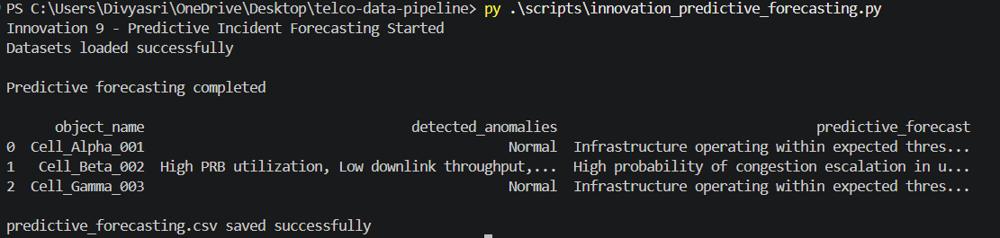 PS C:\Users\Divyasri\OneDrive\Desktop\telco-data-pipeline> py .\scripts\innovation_predictive_forecasting.py
Innovation 9 - Predictive Incident Forecasting Started
Datasets loaded successfully
Predictive forecasting completed
object_name detected_anomalies predictive_forecast
0 Cell_Alpha_001 Normal Infrastructure operating within expected thres...
1 Cell_Beta_002 High PRB utilization, Low downlink throughput,... High probability of congestion escalation in u...
2 Cell_Gamma_003 Normal Infrastructure operating within expected thres...
predictive_forecasting.csv saved successfully